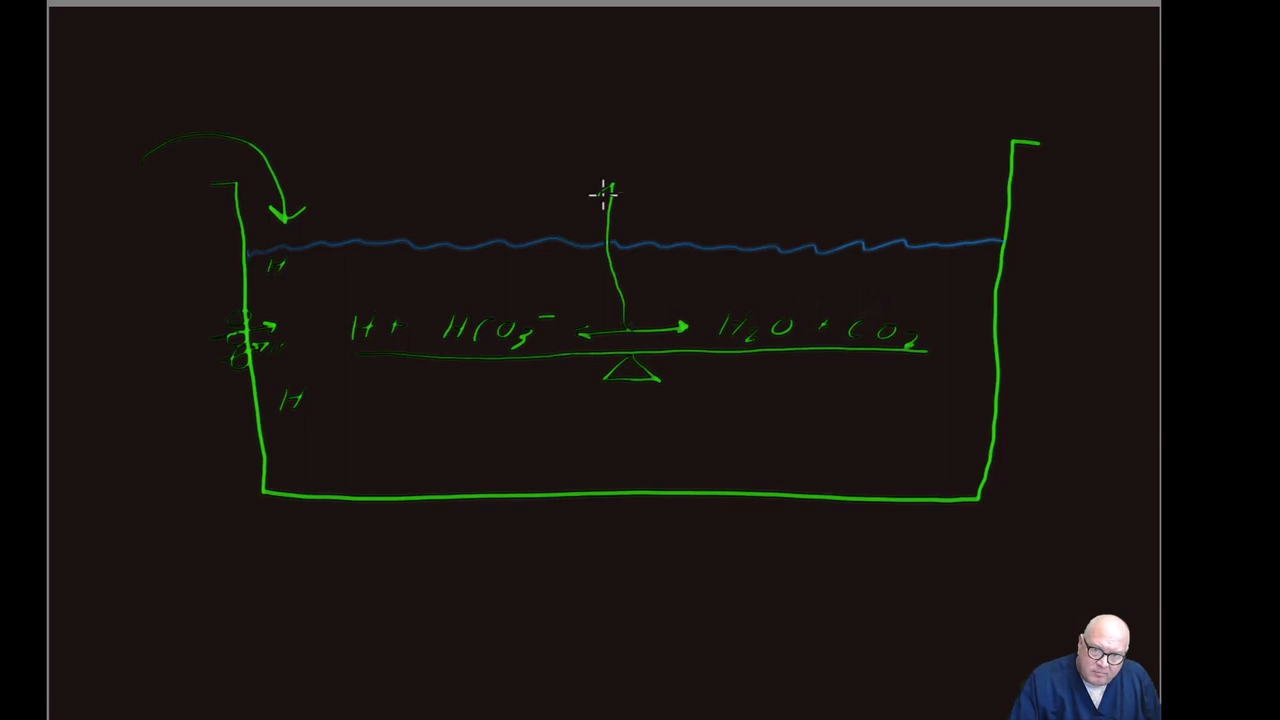 H
H + HCO₃⁻ ⟷ H₂O + CO₂
H